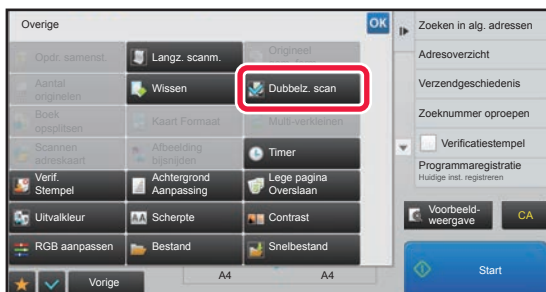 Overige
OK
Opdr. samenst.
Langz. scanm.
Origineel
Aantal
originelen
Wissen
Dubbelz. scan
Boek
opsplitsen
Kaart Formaat
Multi-verkleinen
Scannen
adreskaart
Afbeelding
bijsnijden
Timer
Verif.
Stempel
Achtergrond
Aanpassing
Lege pagina
Overslaan
Uitvalkleur
Scherpte
Contrast
RGB aanpassen
Bestand
Snelbestand
Vorige
A4
A4
Zoeken in alg. adressen
Adresoverzicht
Verzendgeschiedenis
Zoeknummer oproepen
Verificatiestempel
Programmaregistratie
Huidige inst. registreren
Voorbeeld-
weergave
CA
Start